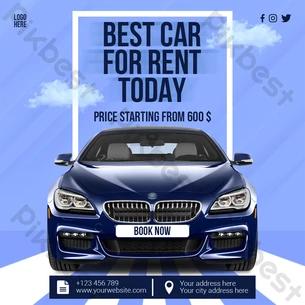 LOGO
HERE
BEST CAR
FOR RENT
TODAY
PRICE STARTING FROM 600 $
BOOK NOW
+123 456 789
www.yourwebsite.com
Your address here
Your city address here
pikbest